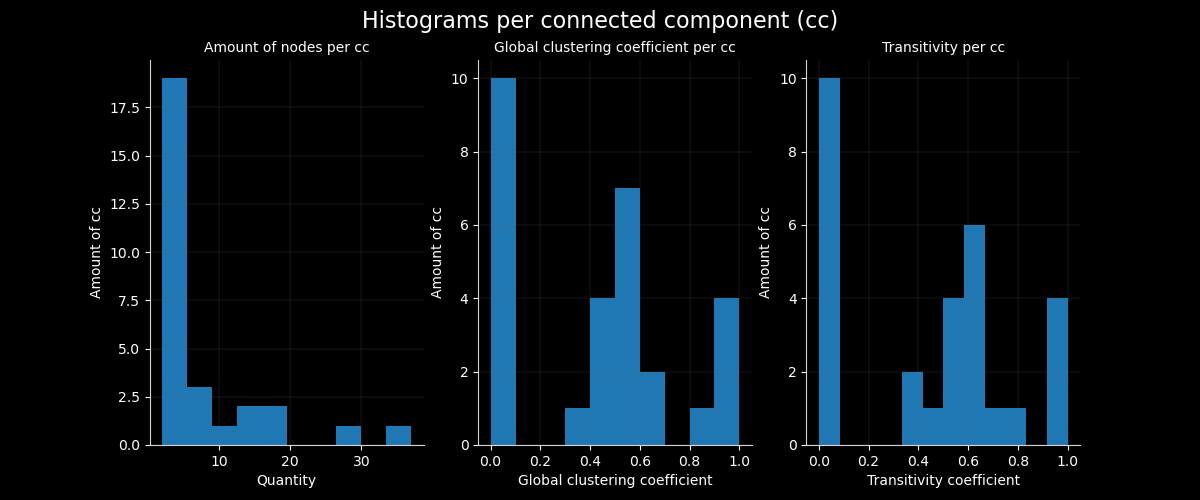 Histograms per connected component (cc)
Amount of nodes per cc
Global clustering coefficient per cc
Transitivity per cc
Amount of cc
17.5
15.0
12.5
10.0
7.5
5.0
2.5
0.0
10 20 30
Quantity
Amount of cc
10
8
6
4
2
0
0.0 0.2 0.4 0.6 0.8 1.0
Global clustering coefficient
Amount of cc
10
8
6
4
2
0
0.0 0.2 0.4 0.6 0.8 1.0
Transitivity coefficient